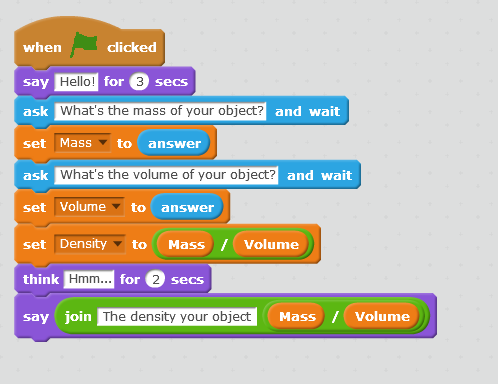 when clicked
say Hello! for 3 secs
ask What's the mass of your object? and wait
set Mass to answer
ask What's the volume of your object? and wait
set Volume to answer
set Density to Mass / Volume
think Hmm... for 2 secs
say join The density your object Mass / Volume